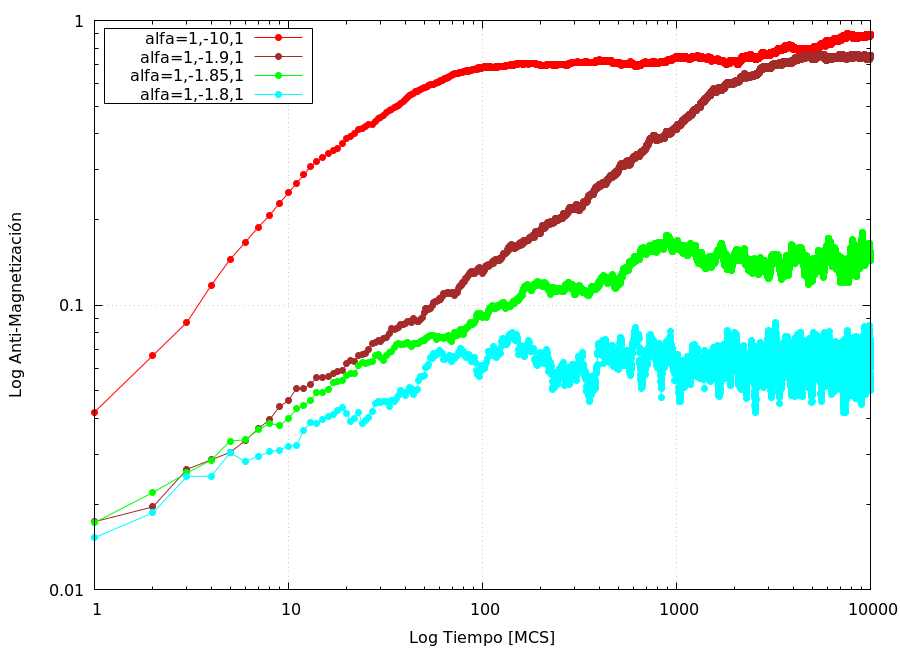 1
alfa=1,-10,1
alfa=1,-1.9,1
alfa=1,-1.85,1
alfa=1,-1.8,1
Log Anti-Magnetización
0.1
0.01
1 10 100 1000 10000
Log Tiempo [MCS]